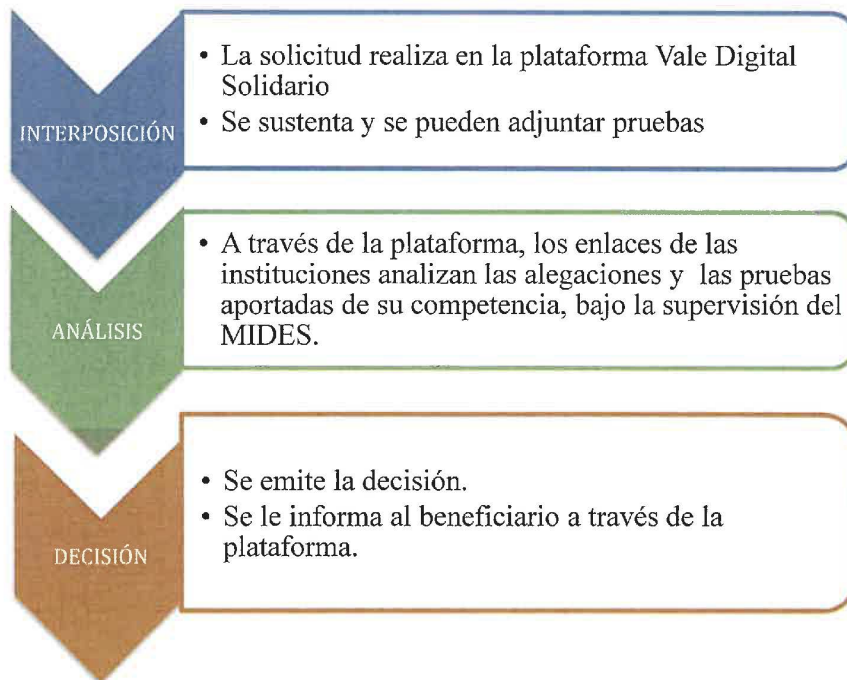 INTERPOSICIÓN
• La solicitud realiza en la plataforma Vale Digital
Solidario
• Se sustenta y se pueden adjuntar pruebas
ANÁLISIS
• A través de la plataforma, los enlaces de las
instituciones analizan las alegaciones y las pruebas
aportadas de su competencia, bajo la supervisión del
MIDES.
DECISIÓN
• Se emite la decisión.
• Se le informa al beneficiario a través de la
plataforma.